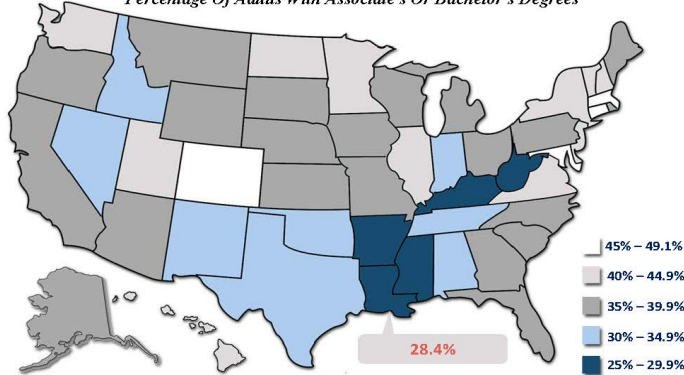 Percentage Of Adults With Associate's Or Bachelor's Degrees
45% – 49.1%
40% – 44.9%
35% – 39.9%
30% – 34.9%
25% – 29.9%
28.4%